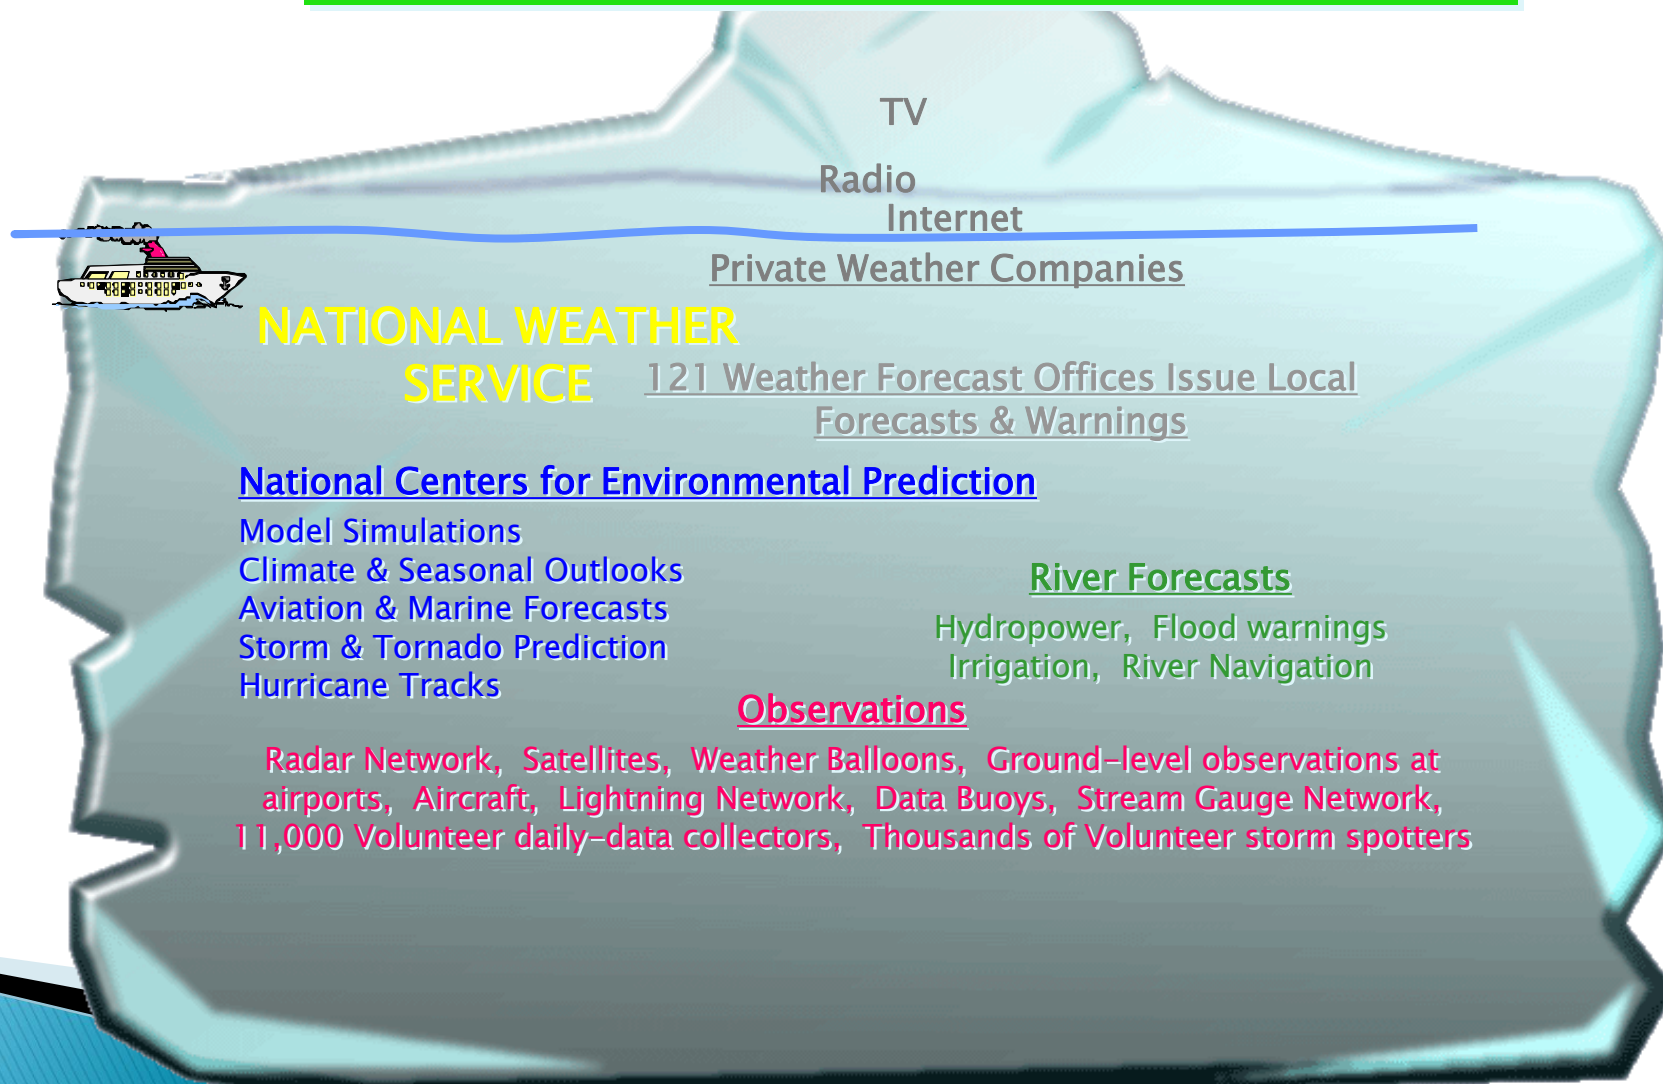 TV
Radio
Internet
Private Weather Companies
NATIONAL WEATHER
SERVICE
121 Weather Forecast Offices Issue Local
Forecasts & Warnings
National Centers for Environmental Prediction
Model Simulations
Climate & Seasonal Outlooks
Aviation & Marine Forecasts
Storm & Tornado Prediction
Hurricane Tracks
River Forecasts
Hydropower, Flood warnings
Irrigation, River Navigation
Observations
Radar Network, Satellites, Weather Balloons, Ground-level observations at
airports, Aircraft, Lightning Network, Data Buoys, Stream Gauge Network,
11,000 Volunteer daily-data collectors, Thousands of Volunteer storm spotters